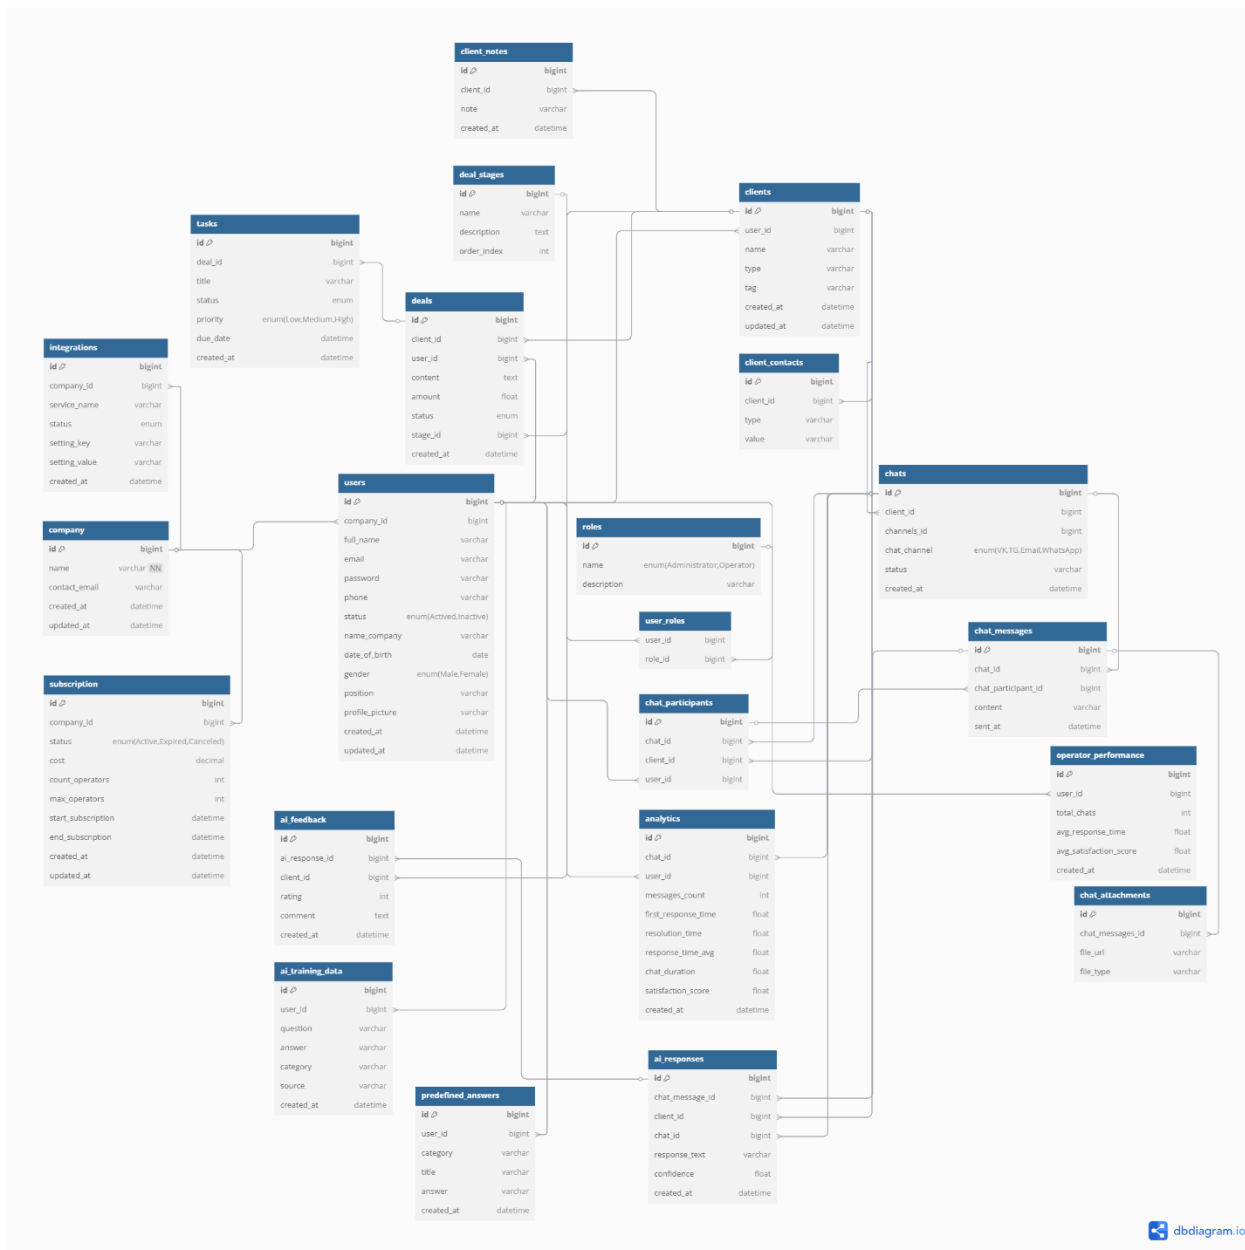 client_notes
id bigint
client_id bigint
note varchar
created_at datetime
deal_stages
id bigint
name varchar
description text
order_index int
clients
id bigint
user_id bigint
name varchar
type varchar
tag varchar
created_at datetime
updated_at datetime
tasks
id bigint
deal_id bigint
title varchar
status enum
priority enum(Low,Medium,High)
due_date datetime
created_at datetime
deals
id bigint
client_id bigint
user_id bigint
content text
amount float
status enum
stage_id bigint
created_at datetime
integrations
id bigint
company_id bigint
service_name varchar
status enum
setting_key varchar
setting_value varchar
created_at datetime
client_contacts
id bigint
client_id bigint
type varchar
value varchar
chats
id bigint
client_id bigint
channels_id bigint
chat_channel enum(VK,TG,Email,WhatsApp)
status varchar
created_at datetime
users
id bigint
company_id bigint
full_name varchar
email varchar
password varchar
phone varchar
status enum(Actived,Inactive)
name_company varchar
date_of_birth date
gender enum(Male,Female)
position varchar
profile_picture varchar
created_at datetime
updated_at datetime
roles
id bigint
name enum(Administrator,Operator)
description varchar
company
id bigint
name varchar NN
contact_email varchar
created_at datetime
updated_at datetime
user_roles
user_id bigint
role_id bigint
chat_messages
id bigint
chat_id bigint
chat_participant_id bigint
content varchar
sent_at datetime
subscription
id bigint
company_id bigint
status enum(Active,Expired,Canceled)
cost decimal
count_operators int
max_operators int
start_subscription datetime
end_subscription datetime
created_at datetime
updated_at datetime
chat_participants
id bigint
chat_id bigint
client_id bigint
user_id bigint
operator_performance
id bigint
user_id bigint
total_chats int
avg_response_time float
avg_satisfaction_score float
created_at datetime
ai_feedback
id bigint
ai_response_id bigint
client_id bigint
rating int
comment text
created_at datetime
analytics
id bigint
chat_id bigint
user_id bigint
messages_count int
first_response_time float
resolution_time float
response_time_avg float
chat_duration float
satisfaction_score float
created_at datetime
chat_attachments
id bigint
chat_messages_id bigint
file_url varchar
file_type varchar
ai_training_data
id bigint
user_id bigint
question varchar
answer varchar
category varchar
source varchar
created_at datetime
ai_responses
id bigint
chat_message_id bigint
client_id bigint
chat_id bigint
response_text varchar
confidence float
created_at datetime
predefined_answers
id bigint
user_id bigint
category varchar
title varchar
answer varchar
created_at datetime
dbdiagram.io